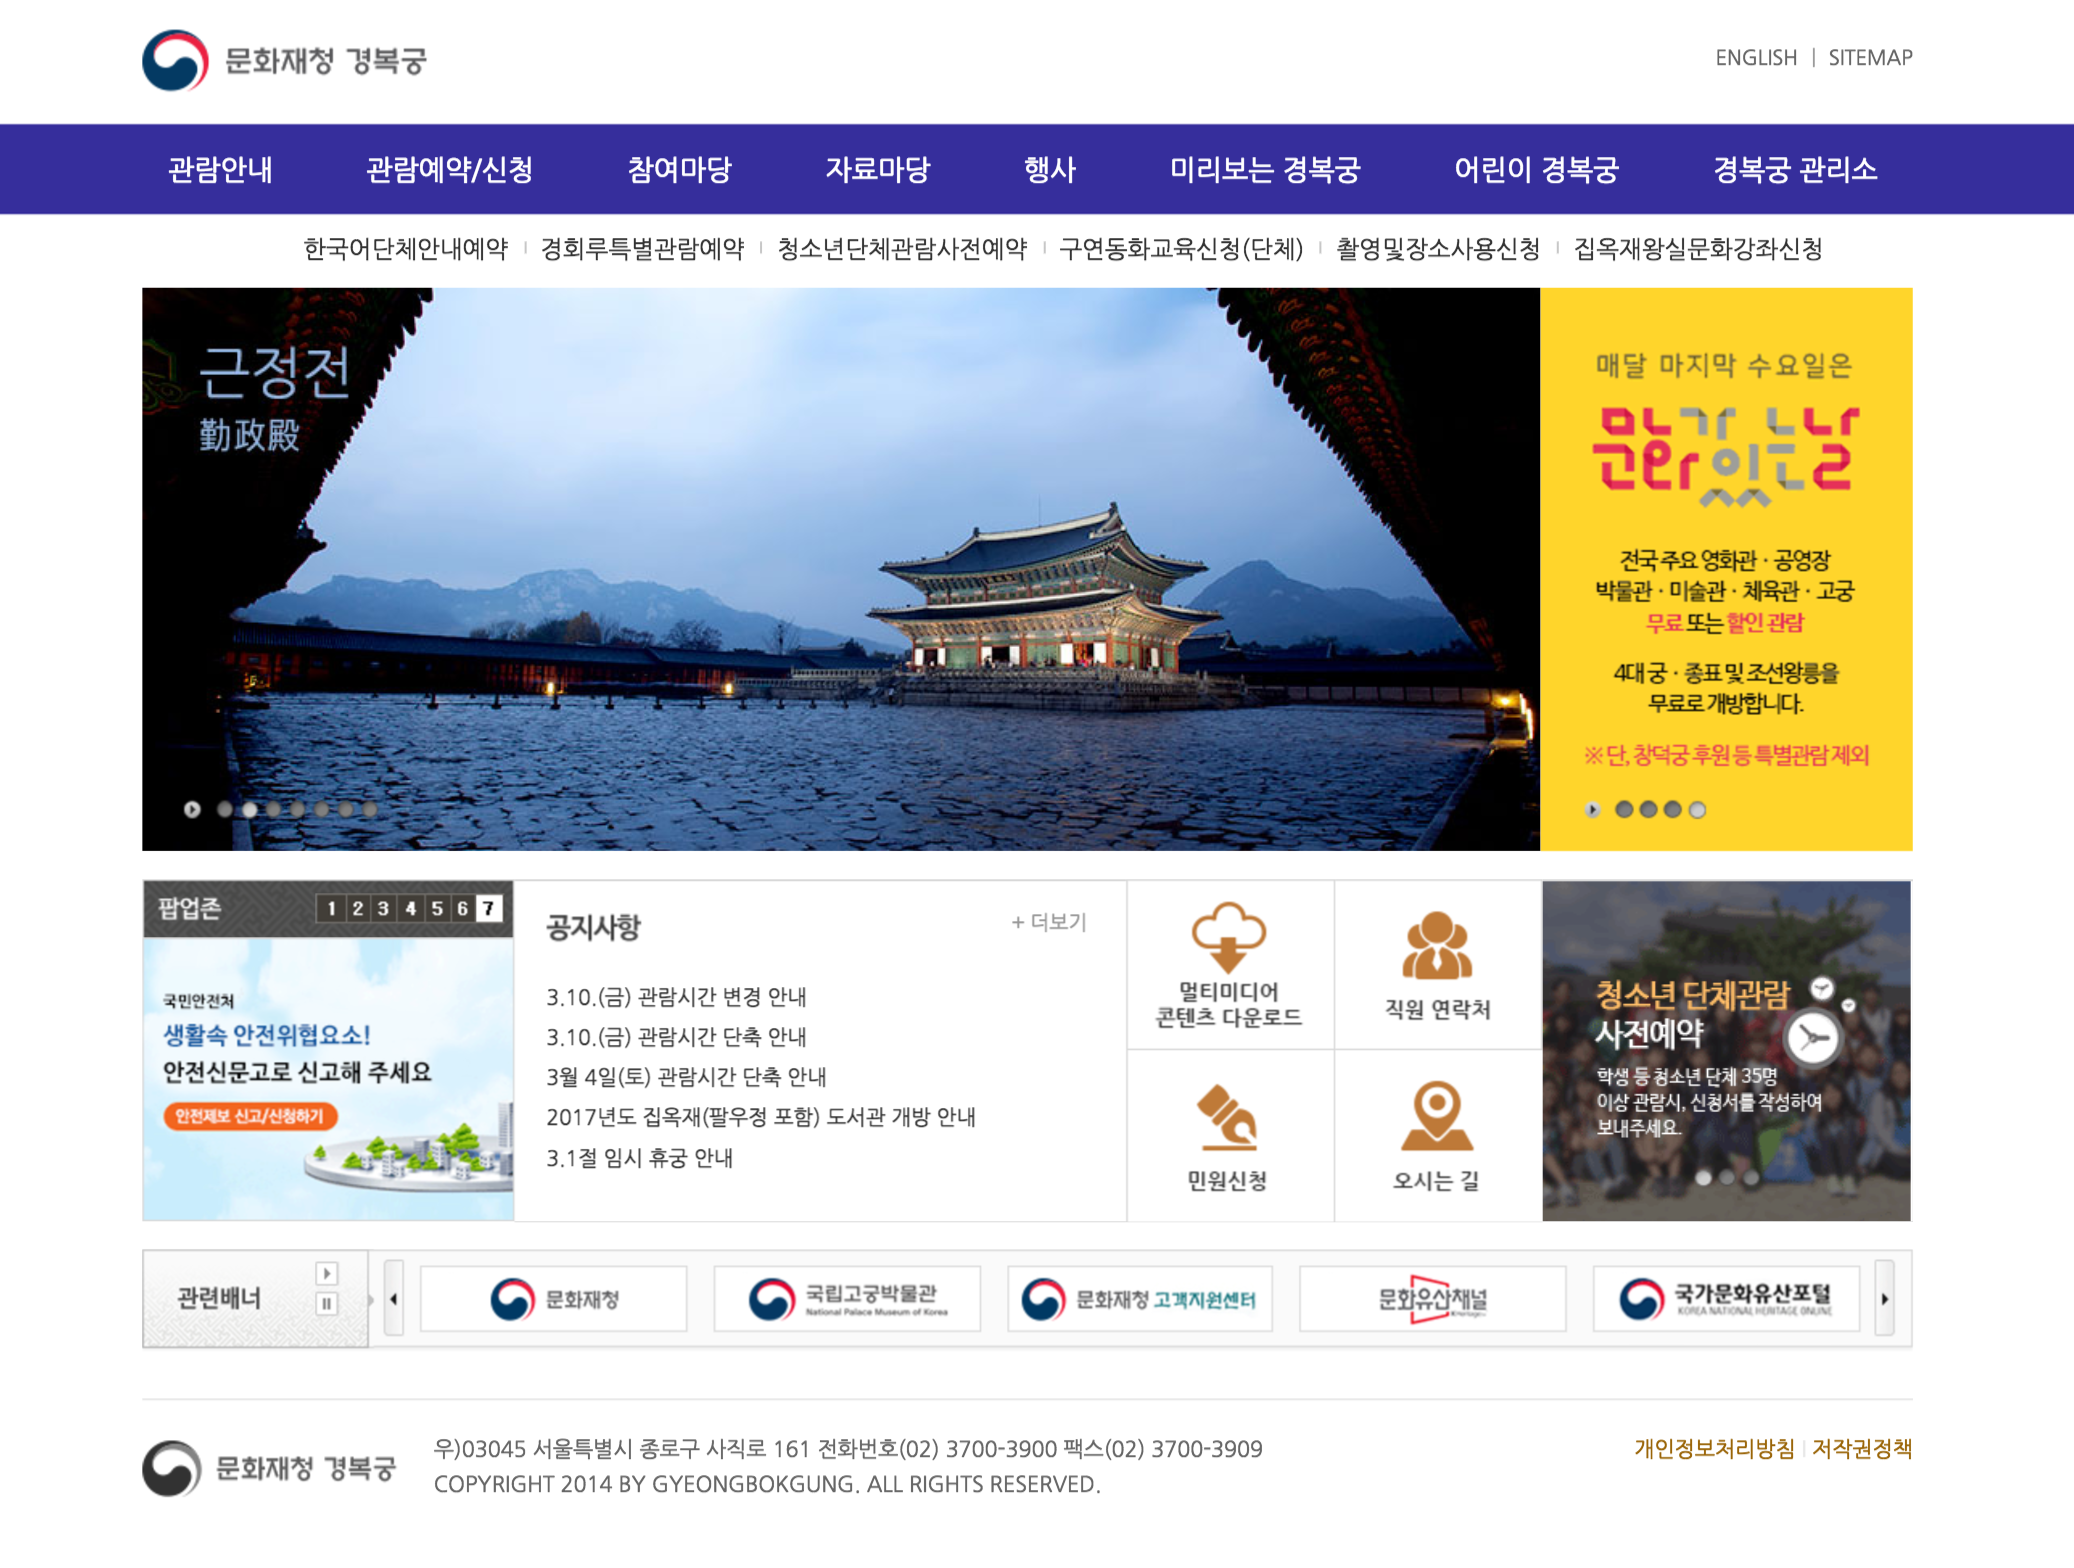 문화재청 경복궁
ENGLISH | SITEMAP
관람안내 관람예약/신청 참여마당 자료마당 행사 미리보는 경복궁 어린이 경복궁 경복궁 관리소
한국어단체안내예약 | 경회루특별관람예약 | 청소년단체관람사전예약 | 구연동화교육신청(단체) | 촬영및장소사용신청 | 집옥재왕실문화강좌신청
근정전
勤政殿
매달 마지막 수요일은
문화가 있는 날
전국 주요 영화관 · 공영장
박물관 · 미술관 · 체육관 · 고궁
무료 또는 할인 관람
4대 궁 · 종표 및 조선왕릉을
무료로 개방합니다.
※ 단, 창덕궁 후원 등 특별관람 제외
팝업존 1 2 3 4 5 6 7
국민안전처
생활속 안전위협요소!
안전신문고로 신고해 주세요
안전제보 신고/신청하기
공지사항 + 더보기
3.10.(금) 관람시간 변경 안내
3.10.(금) 관람시간 단축 안내
3월 4일(토) 관람시간 단축 안내
2017년도 집옥재(팔우정 포함) 도서관 개방 안내
3.1절 임시 휴궁 안내
멀티미디어
콘텐츠 다운로드
직원 연락처
민원신청
오시는 길
청소년 단체관람
사전예약
학생 등 청소년 단체 35명
이상 관람시, 신청서를 작성하여
보내주세요.
관련배너
문화재청
국립고궁박물관
National Palace Museum of Korea
문화재청 고객지원센터
문화유산채널
국가문화유산포털
KOREA NATIONAL HERITAGE ONLINE
문화재청 경복궁
우)03045 서울특별시 종로구 사직로 161 전화번호(02) 3700-3900 팩스(02) 3700-3909
COPYRIGHT 2014 BY GYEONGBOKGUNG. ALL RIGHTS RESERVED.
개인정보처리방침 | 저작권정책